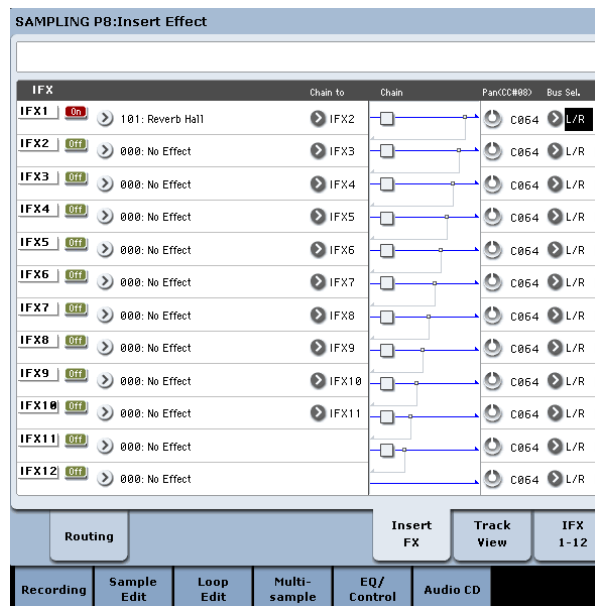 SAMPLING P8:Insert Effect
IFX Chain to Chain Pan(CC#08) Bus Sel.
IFX1 On 101: Reverb Hall IFX2 C064 L/R
IFX2 Off 000: No Effect IFX3 C064 L/R
IFX3 Off 000: No Effect IFX4 C064 L/R
IFX4 Off 000: No Effect IFX5 C064 L/R
IFX5 Off 000: No Effect IFX6 C064 L/R
IFX6 Off 000: No Effect IFX7 C064 L/R
IFX7 Off 000: No Effect IFX8 C064 L/R
IFX8 Off 000: No Effect IFX9 C064 L/R
IFX9 Off 000: No Effect IFX10 C064 L/R
IFX10 Off 000: No Effect IFX11 C064 L/R
IFX11 Off 000: No Effect C064 L/R
IFX12 Off 000: No Effect C064 L/R
Routing Insert FX Track View IFX 1-12
Recording Sample Edit Loop Edit Multi-sample EQ/Control Audio CD